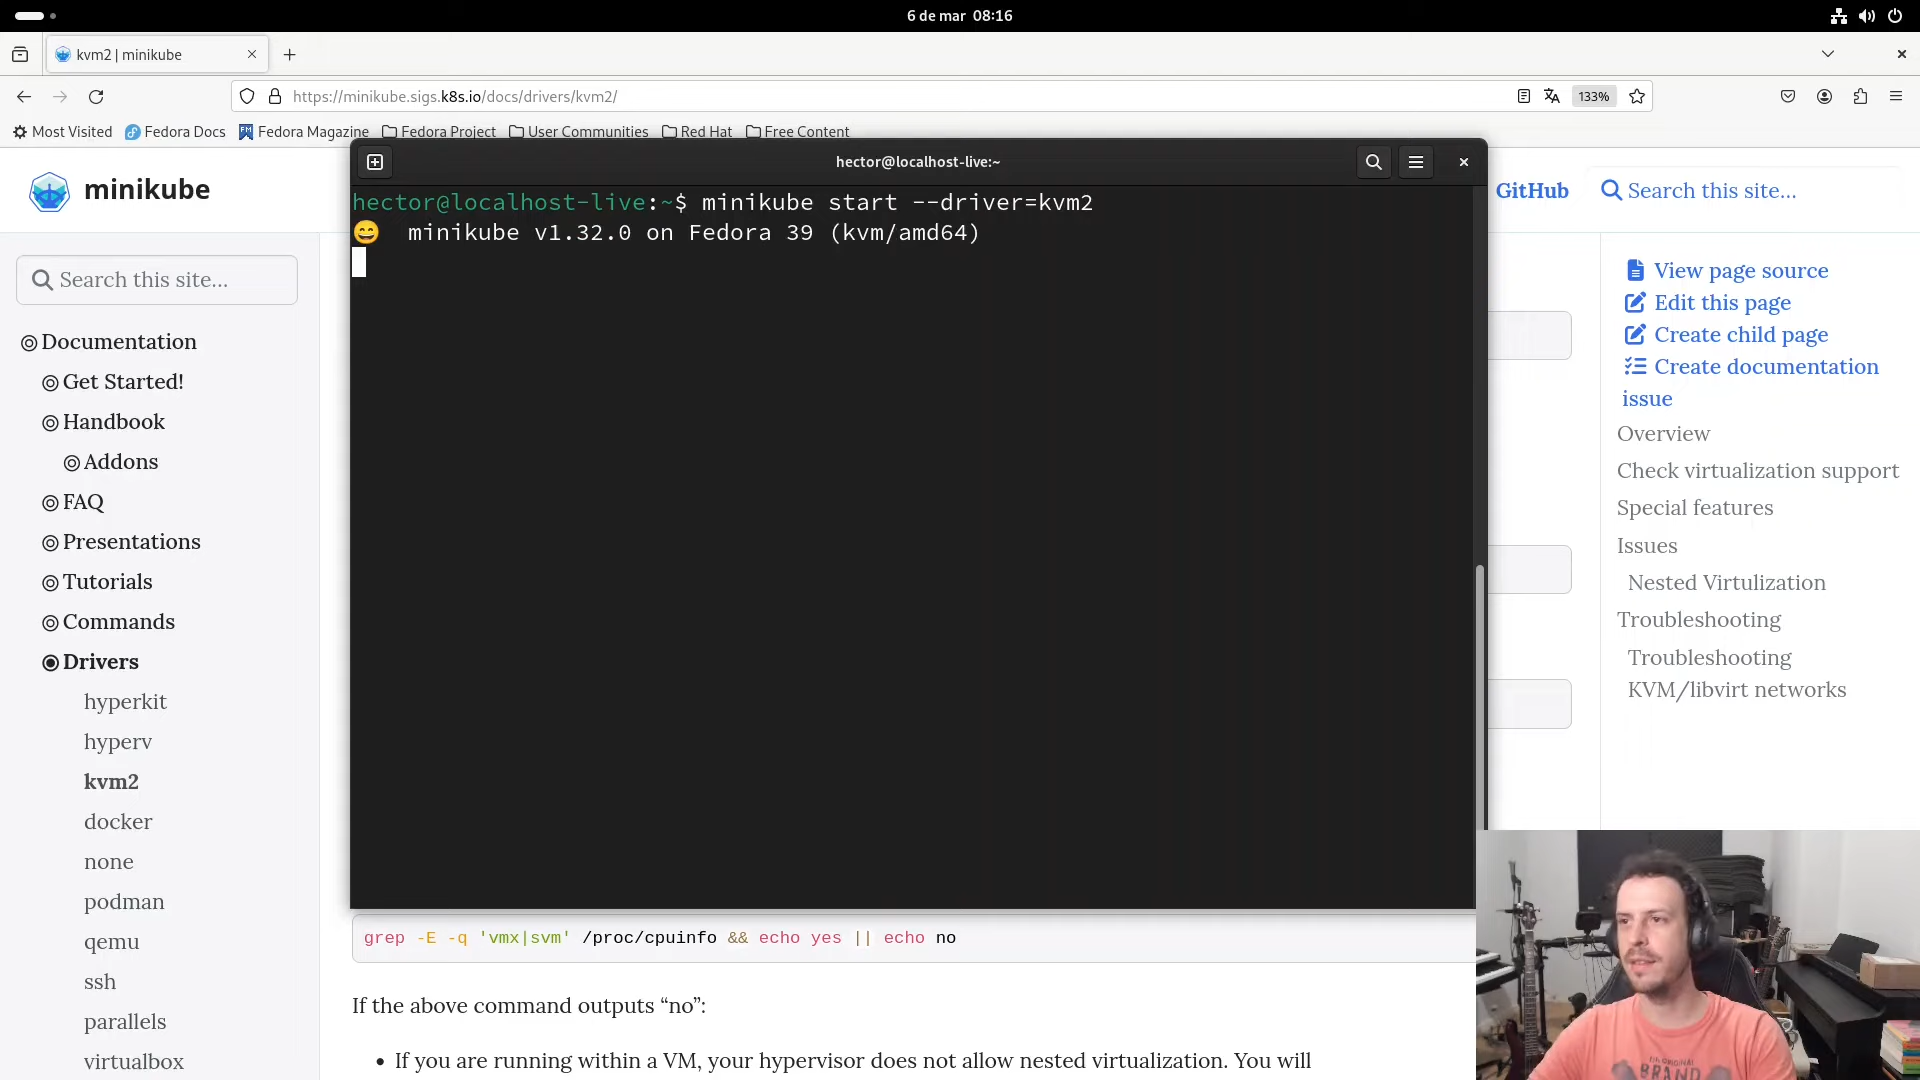 6 de mar 08:16
kvm2 | minikube
https://minikube.sigs.k8s.io/docs/drivers/kvm2/
133%
Most Visited
Fedora Docs
Fedora Magazine
Fedora Project
User Communities
Red Hat
Free Content
minikube
GitHub
Search this site…
hector@localhost-live:~
hector@localhost-live:~$ minikube start --driver=kvm2
😄 minikube v1.32.0 on Fedora 39 (kvm/amd64)
Search this site…
Documentation
Get Started!
Handbook
Addons
FAQ
Presentations
Tutorials
Commands
Drivers
hyperkit
hyperv
kvm2
docker
none
podman
qemu
ssh
parallels
virtualbox
View page source
Edit this page
Create child page
Create documentation
issue
Overview
Check virtualization support
Special features
Issues
Nested Virtulization
Troubleshooting
Troubleshooting
KVM/libvirt networks
grep -E -q 'vmx|svm' /proc/cpuinfo && echo yes || echo no
If the above command outputs “no”:
• If you are running within a VM, your hypervisor does not allow nested virtualization. You will
ORIGINAL
BRAND